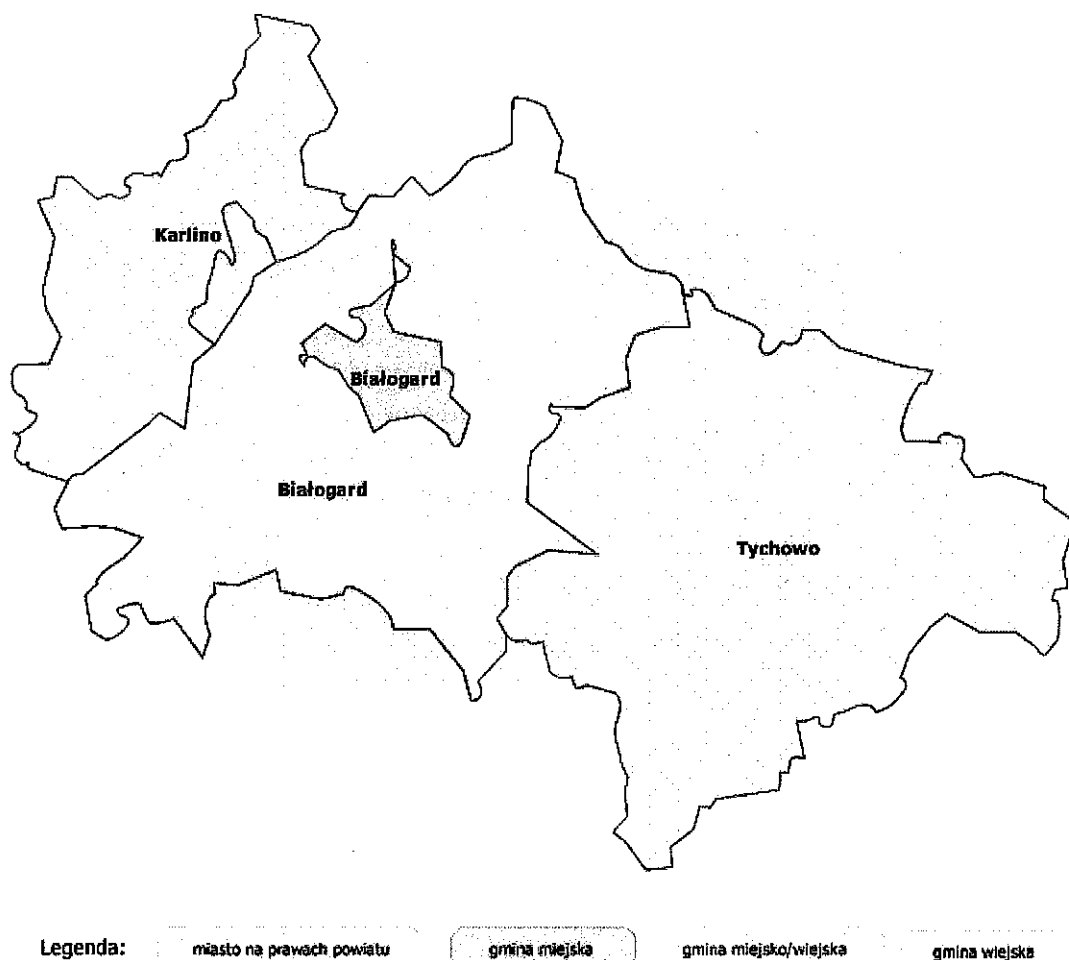 Karlino
Białogard
Białogard
Tychowo
Legenda: miasto na prawach powiatu gmina miejska gmina miejsko/wiejska gmina wiejska